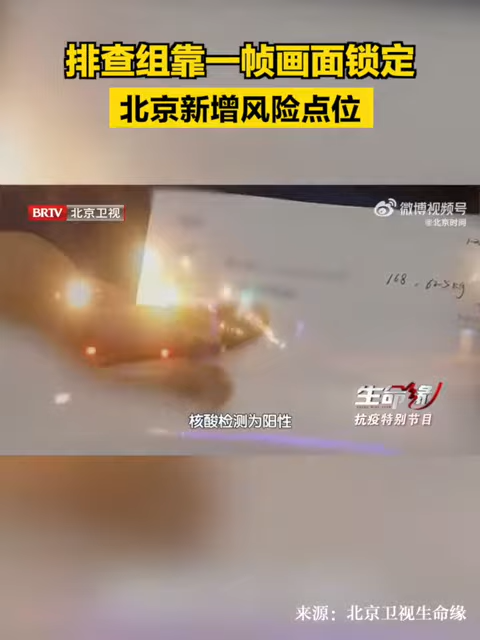 排查组靠一帧画面锁定
北京新增风险点位
BRTV 北京卫视
微博视频号
@北京时间
168
生命缘
抗疫特别节目
核酸检测为阳性
来源：北京卫视生命缘